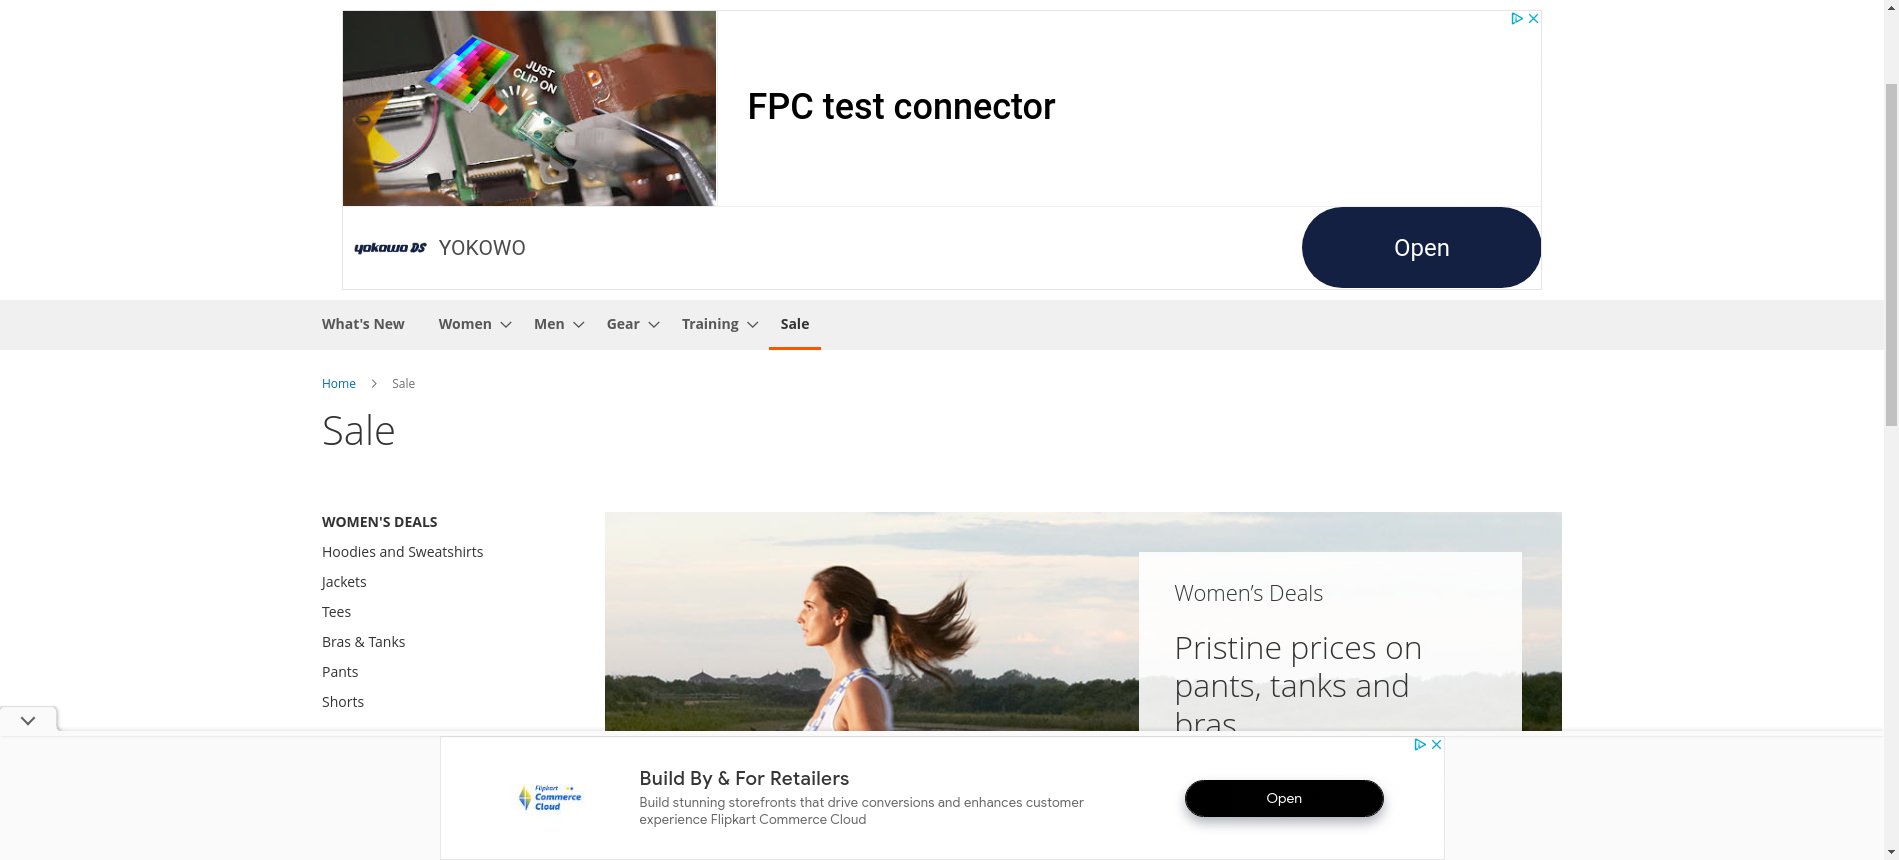 JUST
CLIP ON
FPC test connector
yokowo DS
YOKOWO
Open
What's New
Women
Men
Gear
Training
Sale
Home
Sale
Sale
WOMEN'S DEALS
Hoodies and Sweatshirts
Jackets
Tees
Bras & Tanks
Pants
Shorts
Women’s Deals
Pristine prices on
pants, tanks and
bras
Flipkart
Commerce
Cloud
Build By & For Retailers
Build stunning storefronts that drive conversions and enhances customer
experience Flipkart Commerce Cloud
Open